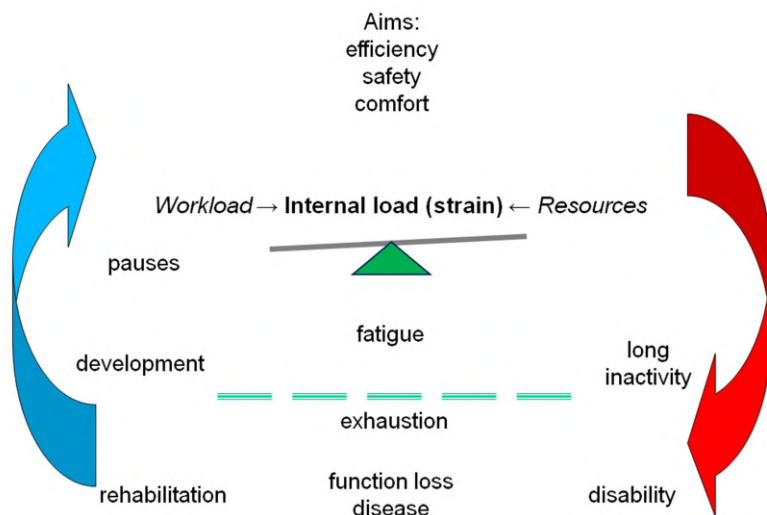 Aims:
efficiency
safety
comfort
Workload → Internal load (strain) ← Resources
pauses
fatigue
development
long
inactivity
exhaustion
rehabilitation
function loss
disease
disability